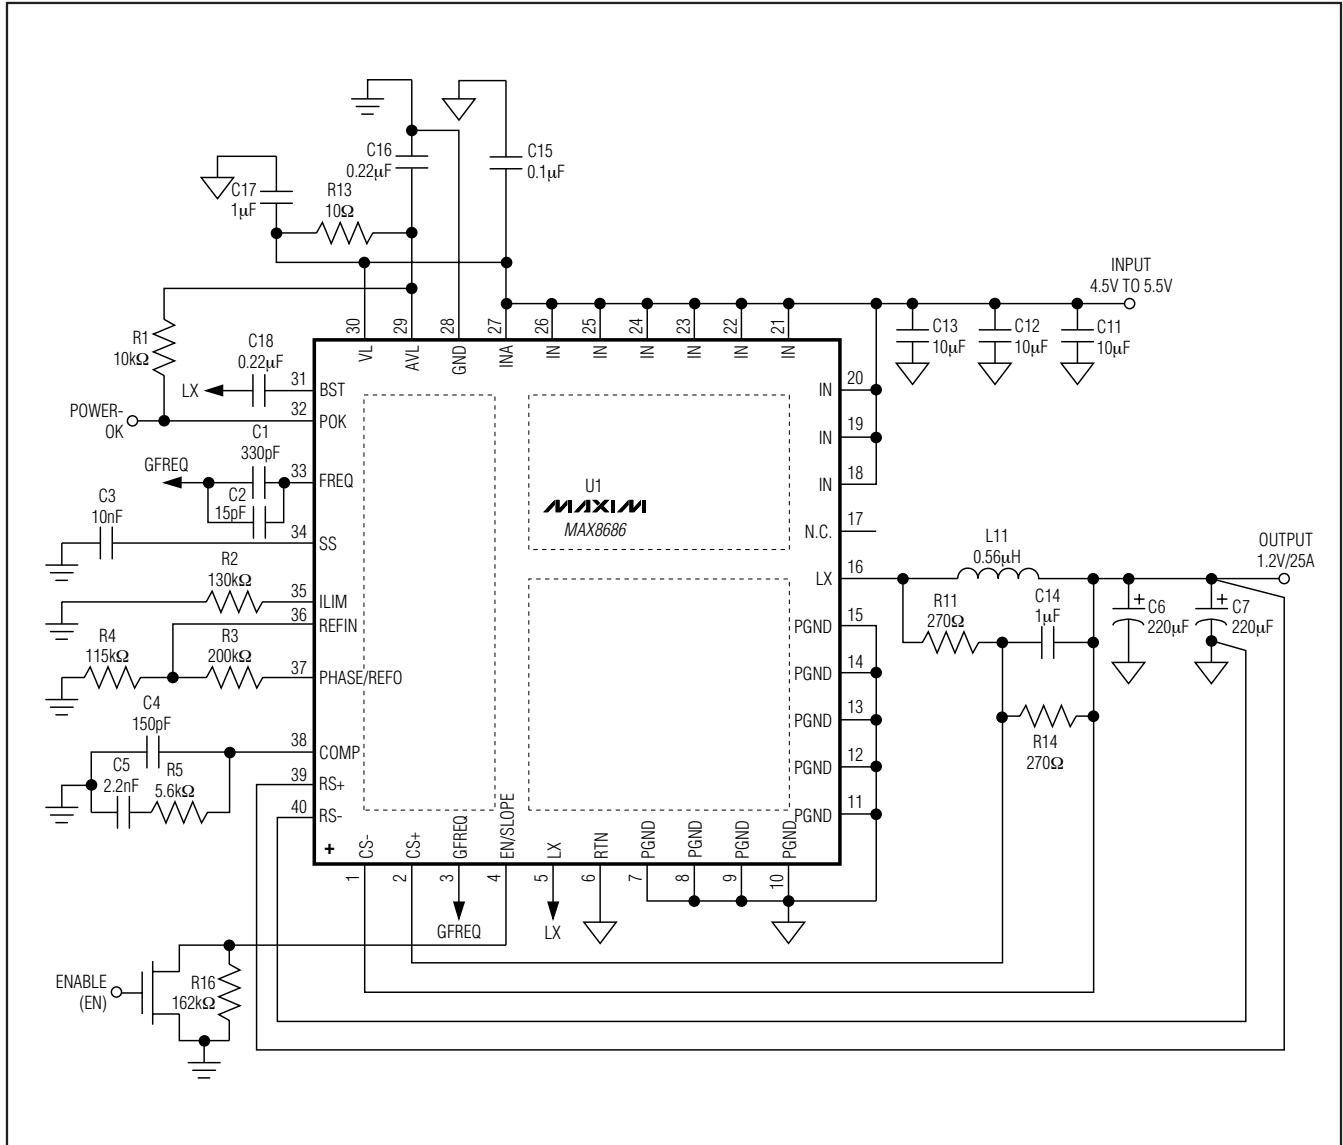 C16
0.22µF
C15
0.1µF
C17
1µF
R13
10Ω
INPUT
4.5V TO 5.5V
R1
10kΩ
C18
0.22µF
30
29
28
27
26
25
24
23
22
21
C13
10µF
C12
10µF
C11
10µF
VL
AVL
GND
INA
IN
IN
IN
IN
IN
IN
LX
31
BST
POWER-
OK
32
POK
20
IN
19
IN
18
IN
17
N.C.
C1
330pF
GFREQ
33
FREQ
C2
15pF
C3
10nF
34
SS
U1
MAXIM
MAX8686
R2
130kΩ
35
ILIM
36
REFIN
R4
115kΩ
R3
200kΩ
37
PHASE/REFO
16
LX
L11
0.56µH
OUTPUT
1.2V/25A
R11
270Ω
C14
1µF
+
C6
220µF
+
C7
220µF
15
PGND
14
PGND
13
PGND
12
PGND
11
PGND
R14
270Ω
C4
150pF
38
COMP
C5
2.2nF
R5
5.6kΩ
39
RS+
40
RS-
+
CS-
CS+
GFREQ
EN/SLOPE
LX
RTN
PGND
PGND
PGND
PGND
1
2
3
4
5
6
7
8
9
10
GFREQ
LX
ENABLE
(EN)
R16
162kΩ